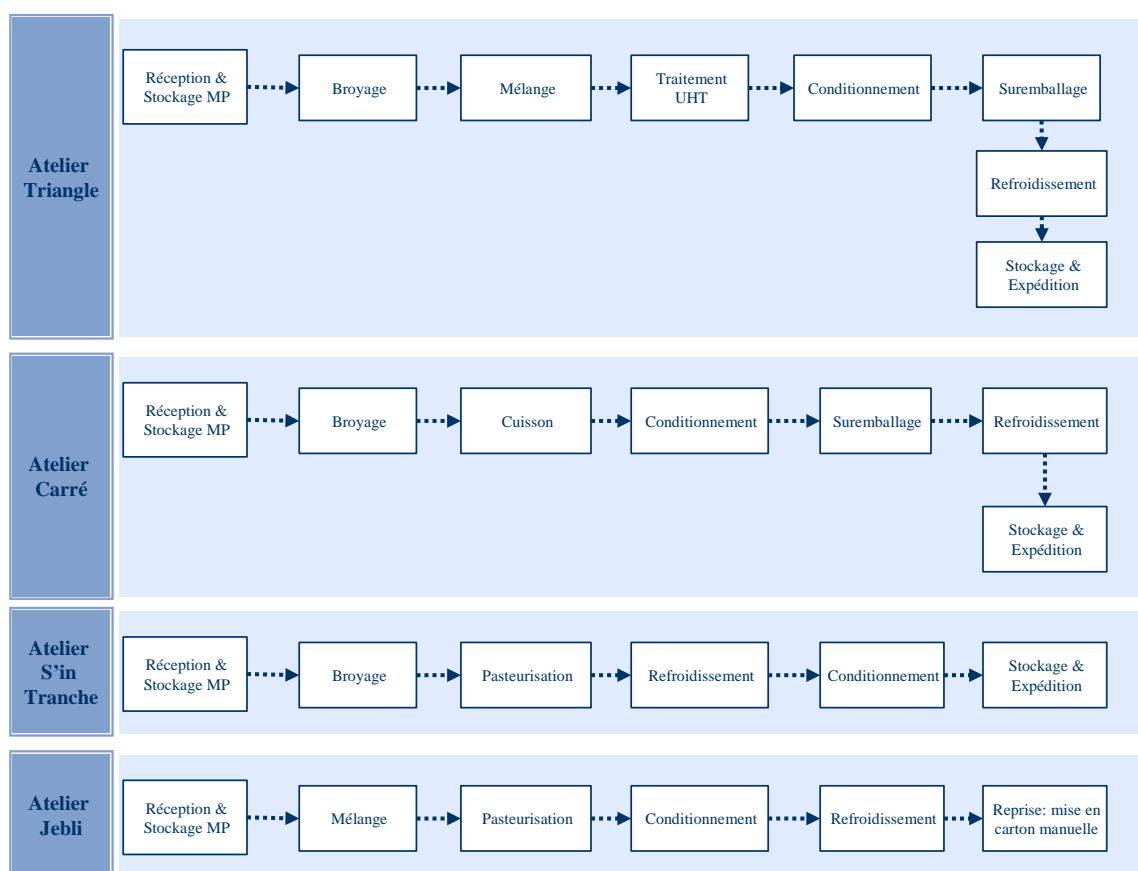 Atelier
Triangle
Réception &
Stockage MP
Broyage
Mélange
Traitement
UHT
Conditionnement
Suremballage
Refroidissement
Stockage &
Expédition
Atelier
Carré
Réception &
Stockage MP
Broyage
Cuisson
Conditionnement
Suremballage
Refroidissement
Stockage &
Expédition
Atelier
S’in
Tranche
Réception &
Stockage MP
Broyage
Pasteurisation
Refroidissement
Conditionnement
Stockage &
Expédition
Atelier
Jebli
Réception &
Stockage MP
Mélange
Pasteurisation
Conditionnement
Refroidissement
Reprise: mise en
carton manuelle